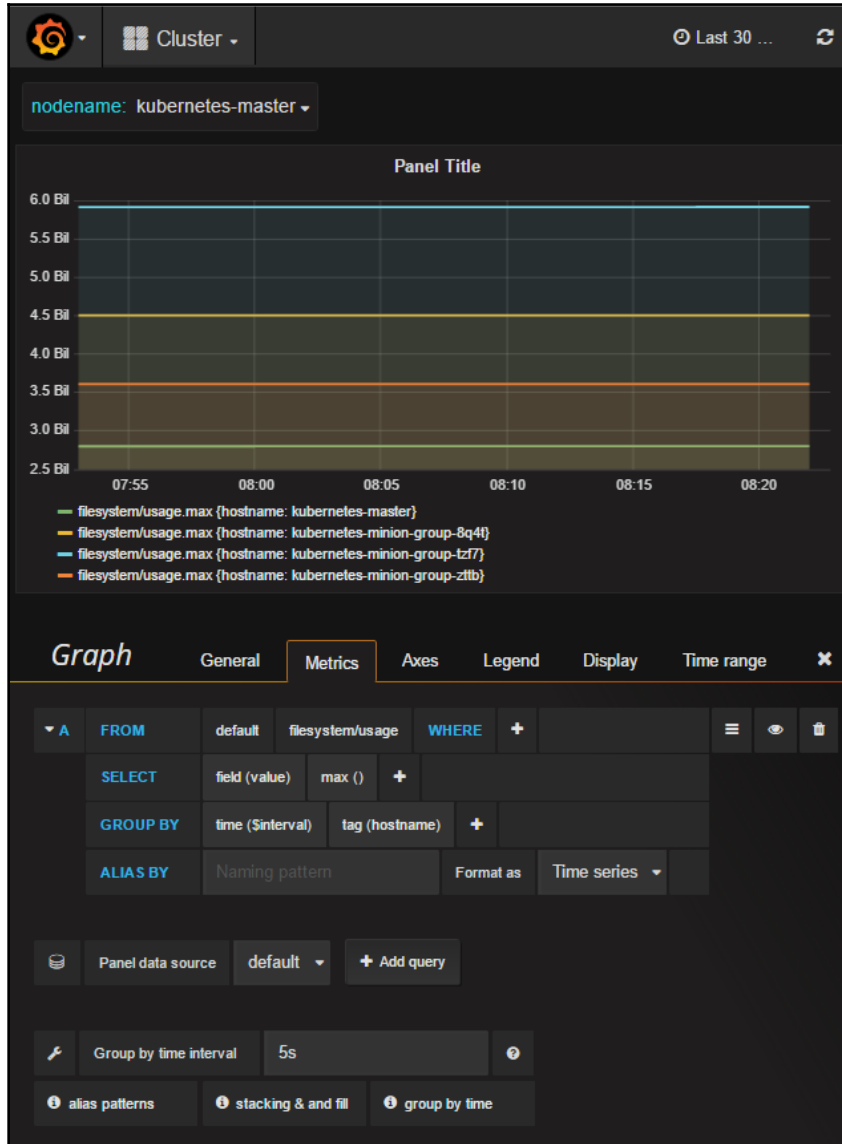 Cluster
Last 30 ...
nodename: kubernetes-master
Panel Title
6.0 Bil
5.5 Bil
5.0 Bil
4.5 Bil
4.0 Bil
3.5 Bil
3.0 Bil
2.5 Bil
07:55 08:00 08:05 08:10 08:15 08:20
filesystem/usage.max {hostname: kubernetes-master}
filesystem/usage.max {hostname: kubernetes-minion-group-8q4t}
filesystem/usage.max {hostname: kubernetes-minion-group-tzf7}
filesystem/usage.max {hostname: kubernetes-minion-group-zttb}
Graph General Metrics Axes Legend Display Time range
A FROM default filesystem/usage WHERE +
SELECT field (value) max () +
GROUP BY time ($interval) tag (hostname) +
ALIAS BY Naming pattern Format as Time series
Panel data source default + Add query
Group by time interval 5s
alias patterns stacking & and fill group by time